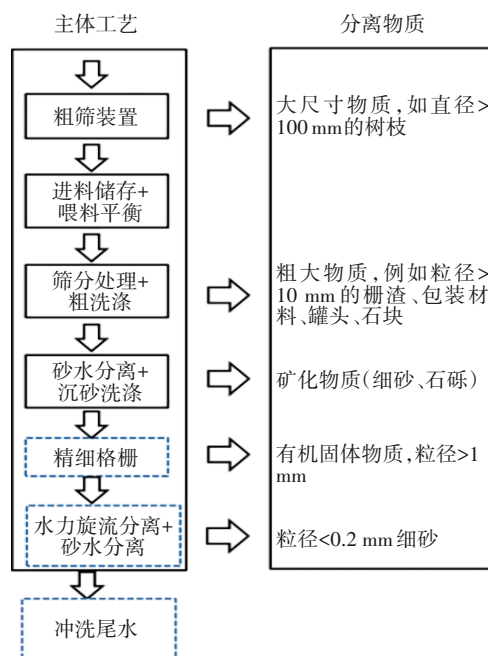 主体工艺
分离物质
粗筛装置
大尺寸物质,如直径>
100 mm的树枝
进料储存+
喂料平衡
筛分处理+
粗洗涤
粗大物质,例如粒径>
10 mm 的栅渣、包装材
料、罐头、石块
砂水分离+
沉砂洗涤
矿化物质(细砂、石砾)
精细格栅
有机固体物质,粒径>1
mm
水力旋流分离+
砂水分离
粒径<0.2 mm 细砂
冲洗尾水